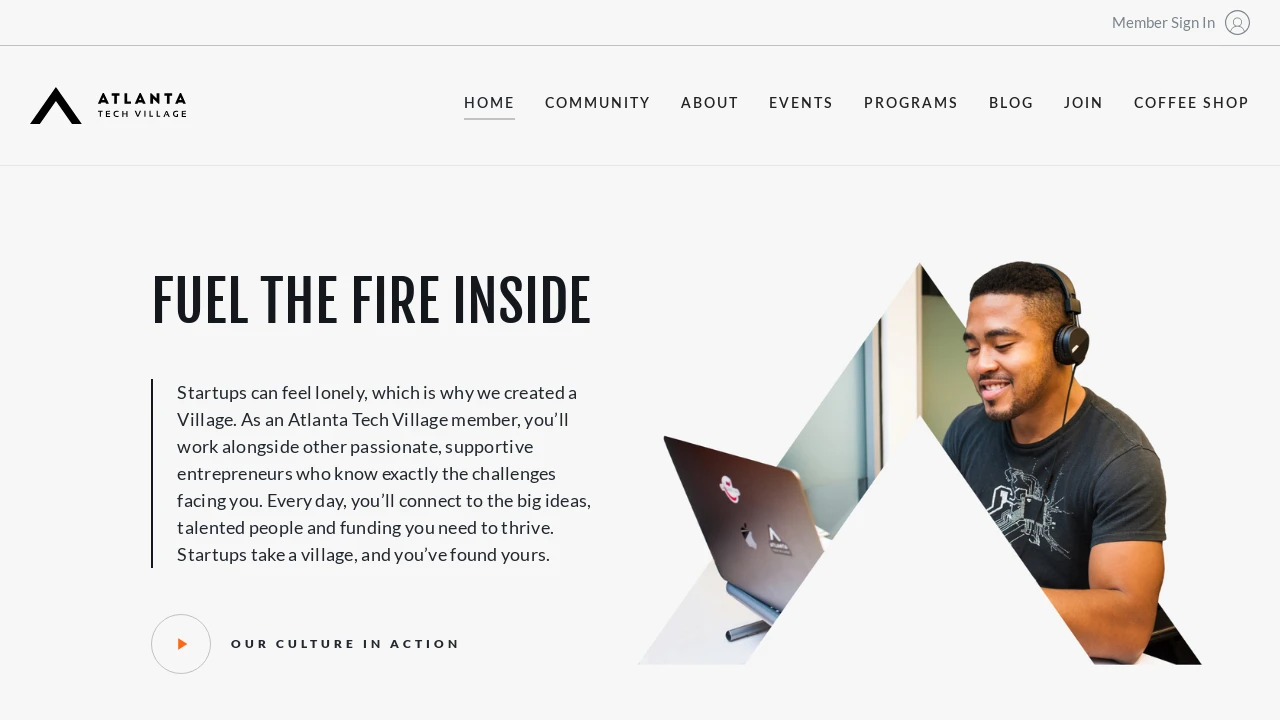 Member Sign In
ATLANTA
TECH VILLAGE
HOME COMMUNITY ABOUT EVENTS PROGRAMS BLOG JOIN COFFEE SHOP
FUEL THE FIRE INSIDE
Startups can feel lonely, which is why we created a
Village. As an Atlanta Tech Village member, you’ll
work alongside other passionate, supportive
entrepreneurs who know exactly the challenges
facing you. Every day, you’ll connect to the big ideas,
talented people and funding you need to thrive.
Startups take a village, and you’ve found yours.
OUR CULTURE IN ACTION
ATLANTA